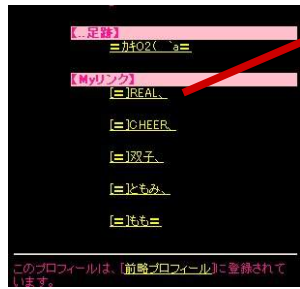 【...足跡】
〓カキO2(　`a〓
【Myリンク】
[〓]REAL、
[〓]CHEER、
[〓]双子、
[〓]ともみ、
[〓]もも〓
このプロフィールは、[前略プロフィール]に登録されて
います。